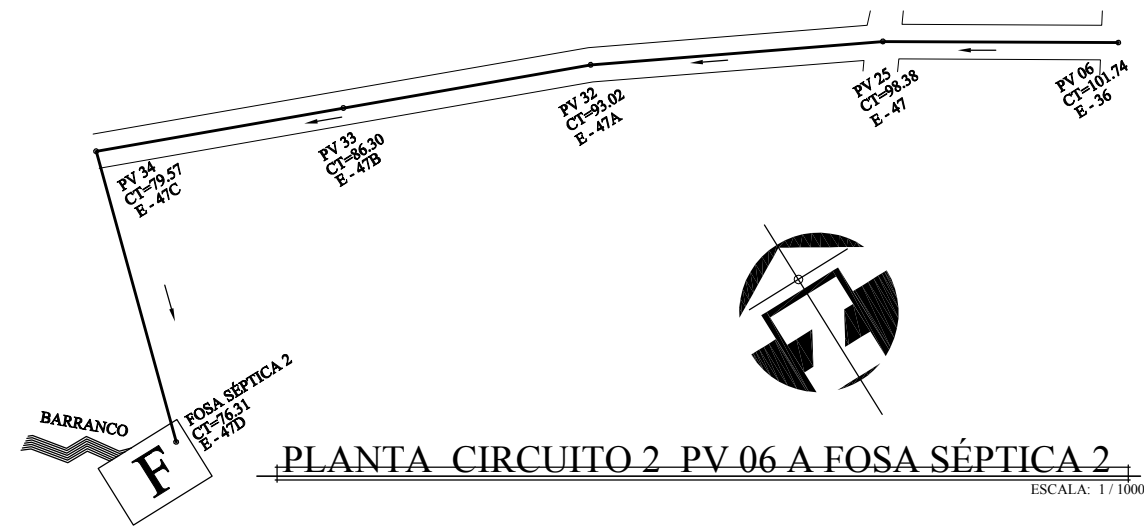 PV 06
CT=101.74
E - 36
PV 25
CT=98.38
E - 47
PV 32
CT=93.02
E - 47A
PV 33
CT=86.30
E - 47B
PV 34
CT=79.57
E - 47C
FOSA SÉPTICA 2
CT=76.31
E - 47D
BARRANCO
F
PLANTA CIRCUITO 2 PV 06 A FOSA SÉPTICA 2
ESCALA: 1 / 1000